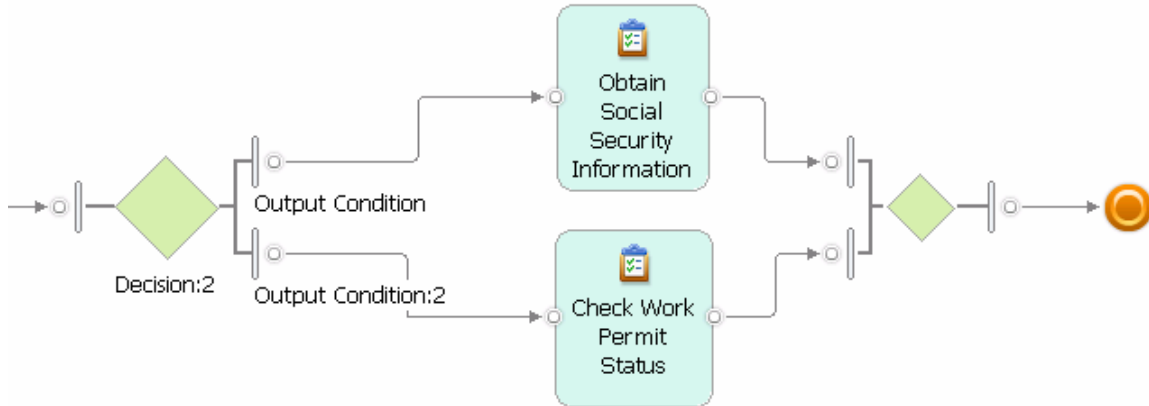 Obtain
Social
Security
Information
Output Condition
Decision:2
Output Condition:2
Check Work
Permit
Status